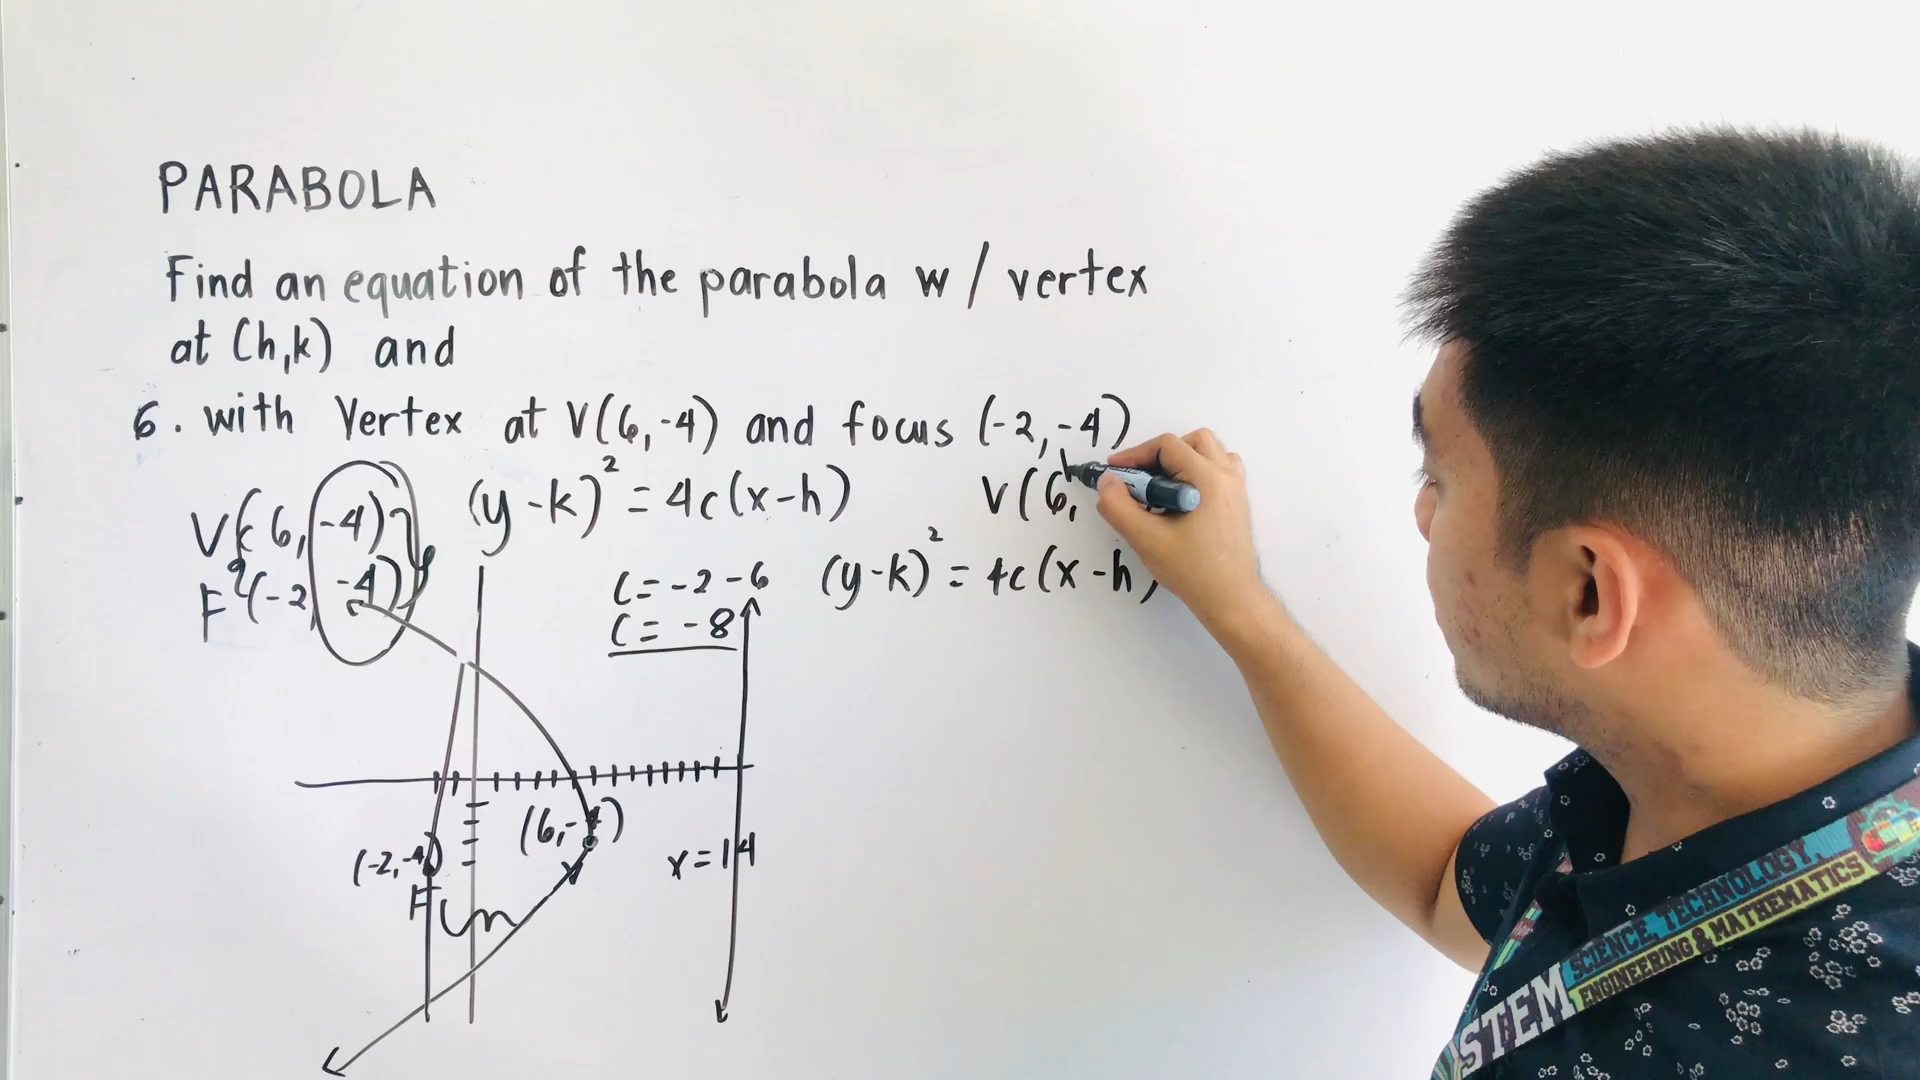 PARABOLA
Find an equation of the parabola w/ vertex
at (h,k) and
6. with Vertex at V(6,-4) and focus (-2,-4)
V(6,-4)
F(-2,-4)
(y-k)² = 4c(x-h)
C = -2-6
C = -8
V(6,
h
(y-k)² = 4c(x-h
(6,-4)
V
(-2,-4)
F
x=14
STEM
SCIENCE, TECHNOLOGY,
ENGINEERING & MATHEMATICS